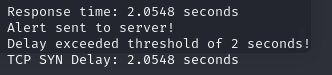 Response time: 2.0548 seconds
Alert sent to server!
Delay exceeded threshold of 2 seconds!
TCP SYN Delay: 2.0548 seconds